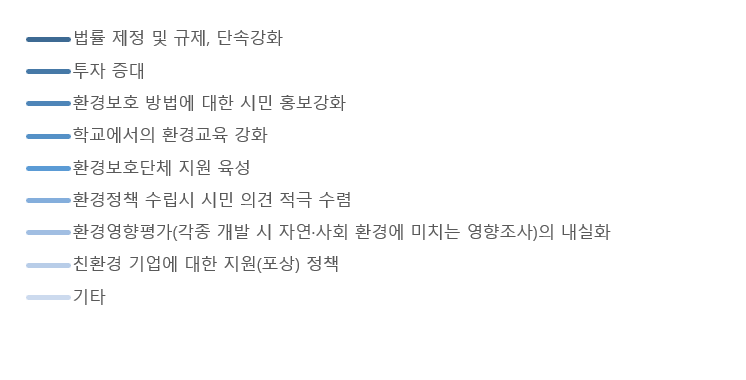 법률 제정 및 규제, 단속강화
투자 증대
환경보호 방법에 대한 시민 홍보강화
학교에서의 환경교육 강화
환경보호단체 지원 육성
환경정책 수립시 시민 의견 적극 수렴
환경영향평가(각종 개발 시 자연·사회 환경에 미치는 영향조사)의 내실화
친환경 기업에 대한 지원(포상) 정책
기타